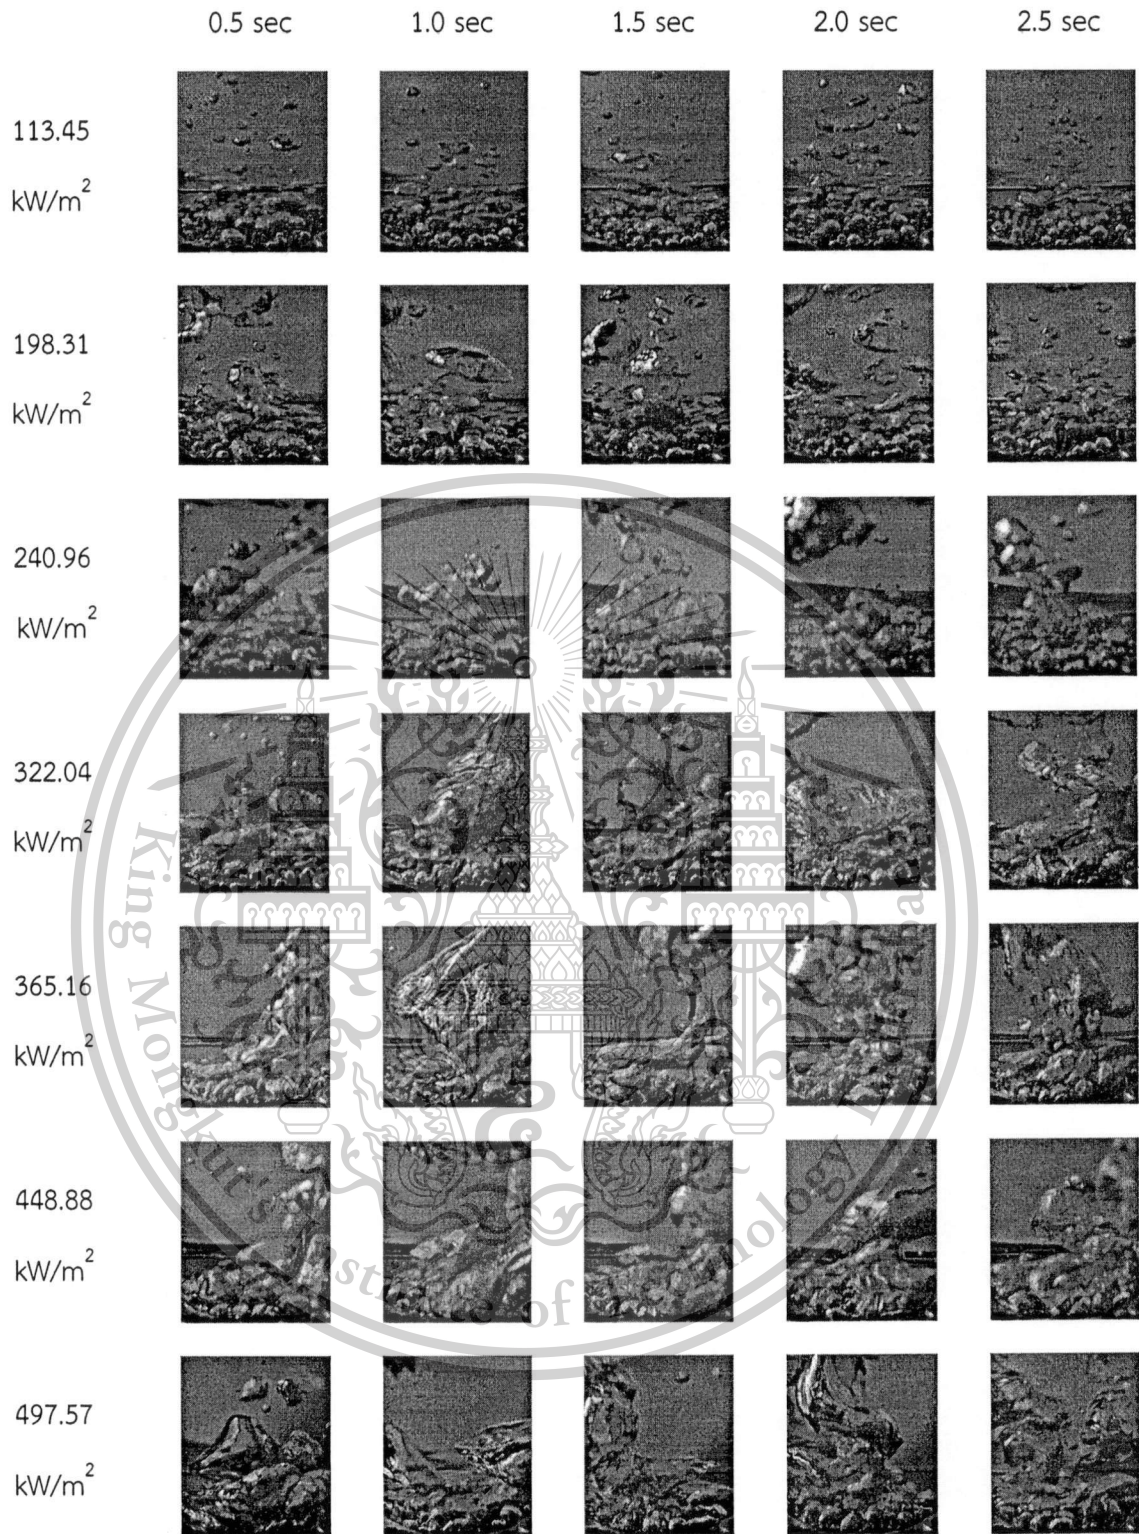 0.5 sec 1.0 sec 1.5 sec 2.0 sec 2.5 sec
113.45
kW/m²
198.31
kW/m²
240.96
kW/m²
322.04
kW/m²
365.16
kW/m²
448.88
kW/m²
497.57
kW/m²
King Mongkut's Institute of Technology